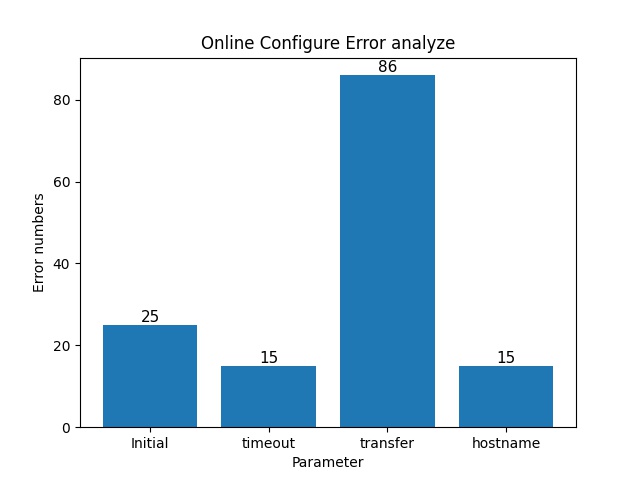 Online Configure Error analyze
86
80
60
Error numbers
40
25
20
15
15
0
Initial
timeout
transfer
hostname
Parameter